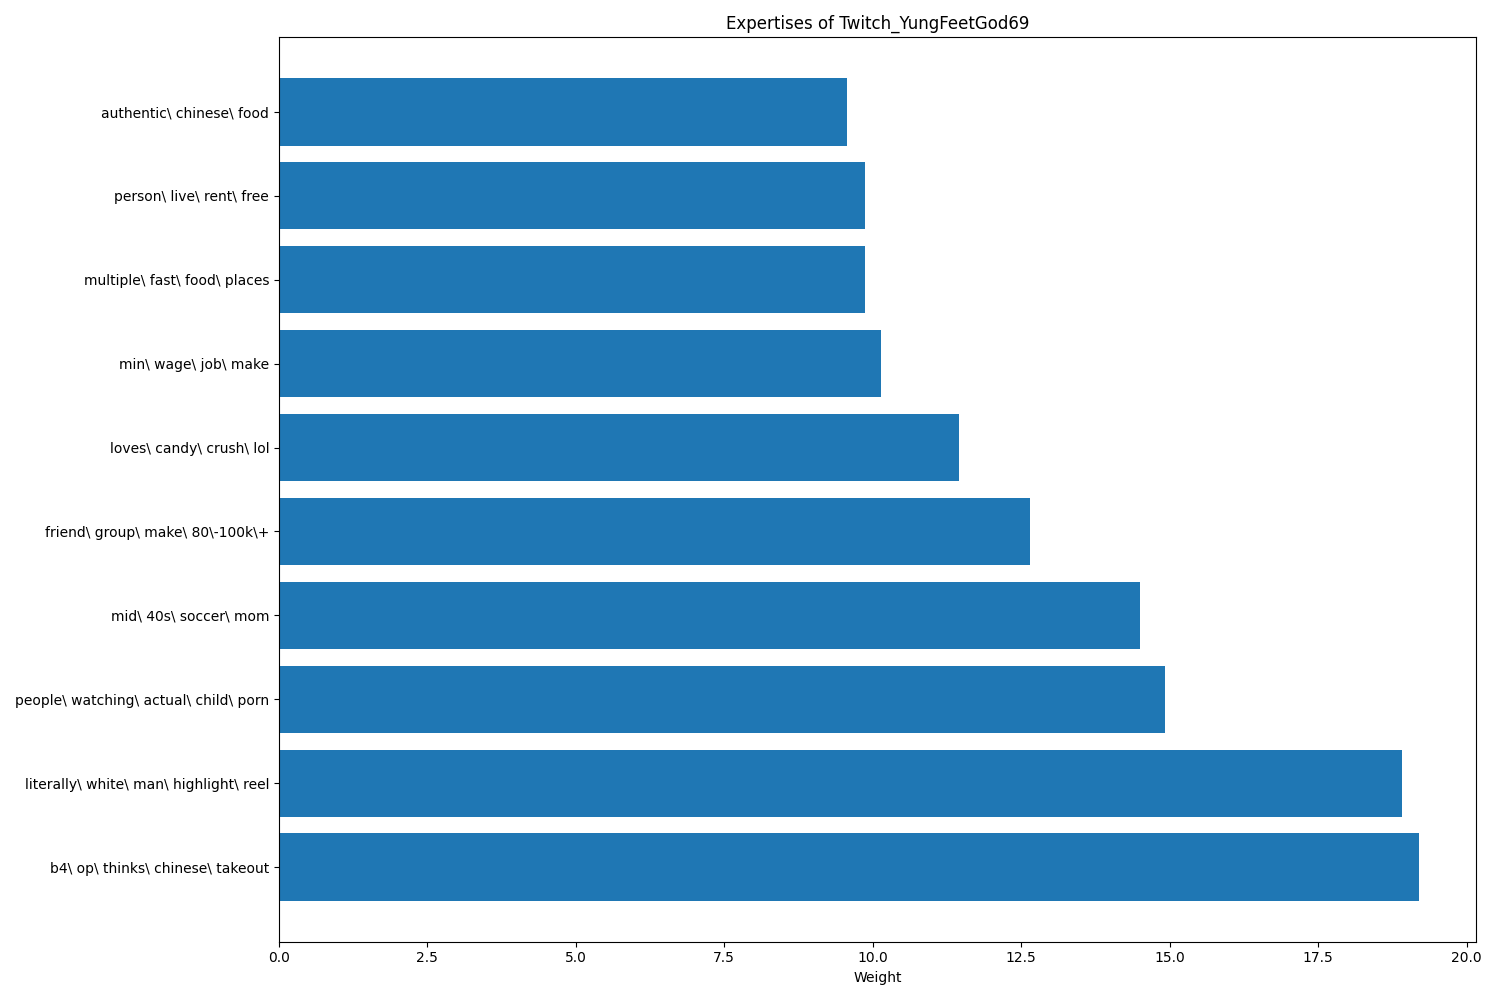 Expertises of Twitch_YungFeetGod69
authentic\ chinese\ food
person\ live\ rent\ free
multiple\ fast\ food\ places
min\ wage\ job\ make
loves\ candy\ crush\ lol
friend\ group\ make\ 80\-100k\+
mid\ 40s\ soccer\ mom
people\ watching\ actual\ child\ porn
literally\ white\ man\ highlight\ reel
b4\ op\ thinks\ chinese\ takeout
0.0 2.5 5.0 7.5 10.0 12.5 15.0 17.5 20.0
Weight